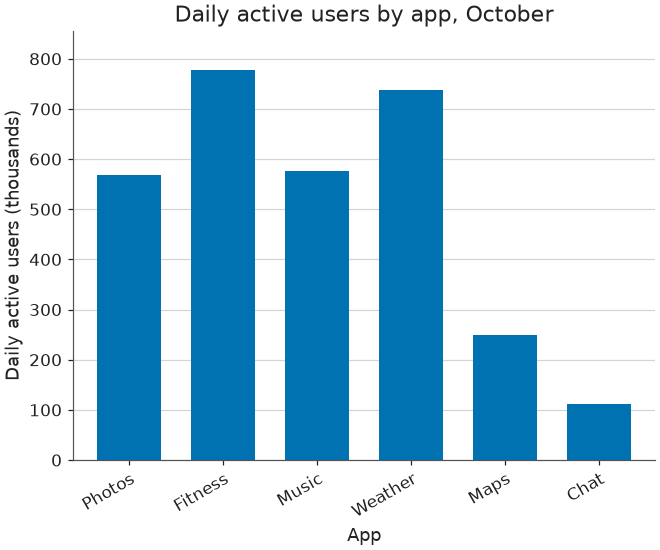 Daily active users by app, October
Daily active users (thousands)
800
700
600
500
400
300
200
100
0
Photos
Fitness
Music
Weather
Maps
Chat
App